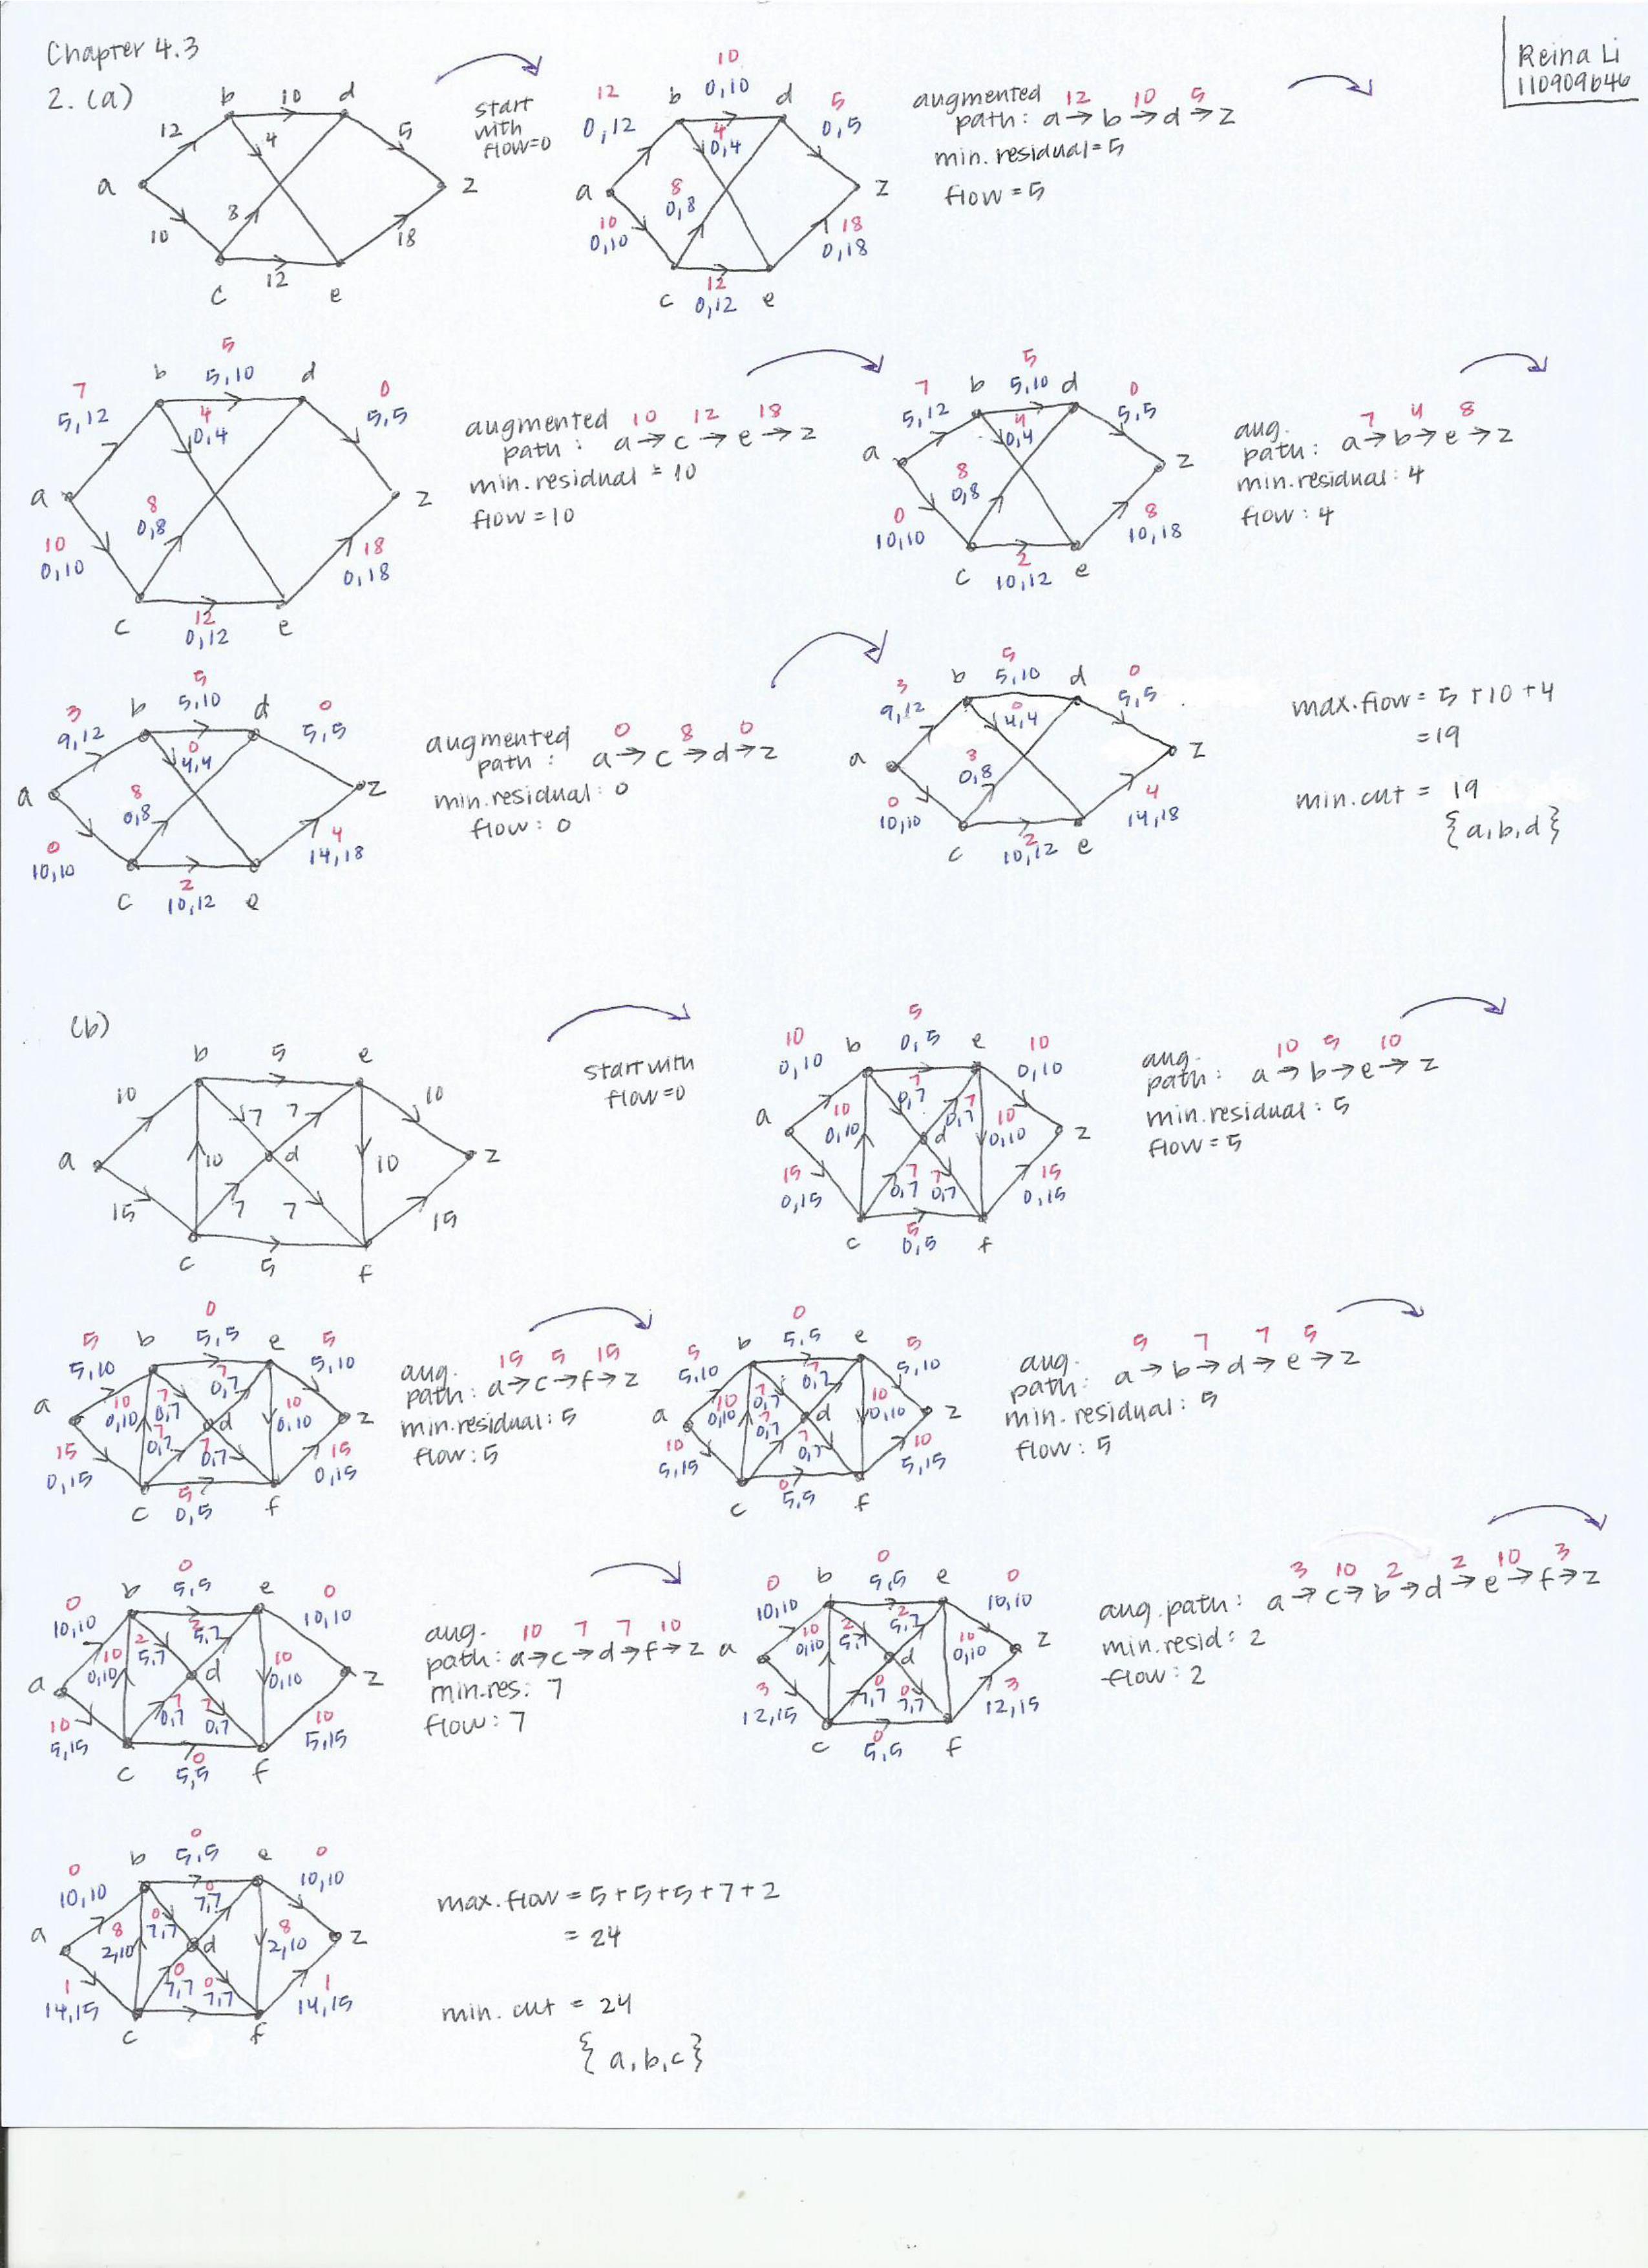 Chapter 4.3
Reina Li
110909646
2. (a)
b 10 d
12 4 5
a z
8
10 18
12
c e
start
with
flow=0
10
12 b 0,10 d 5
0,12 4 0,5
0,4
a 8 z
0,8
10 18
0,10 0,18
12
c 0,12 e
augmented 12 10 5
path: a→b→d→z
min. residual=5
flow=5
5
7 b 5,10 d 0
5,12 4 5,5
0,4
a z
8
0,8
10 18
0,10 0,18
12
c 0,12 e
augmented 10 12 18
path: a→c→e→z
min. residual = 10
flow=10
5
7 b 5,10 d 0
5,12 4 5,5
0,4
a z
8
0,8
0 8
10,10 10,18
2
c 10,12 e
aug. 7 4 8
path: a→b→e→z
min. residual: 4
flow: 4
5
3 b 5,10 d 0
9,12 0 5,5
4,4
a 8 z
0,8
0 4
10,10 14,18
2
c 10,12 e
augmented 0 8 0
path: a→c→d→z
min. residual: 0
flow: 0
5
3 b 5,10 d 0
9,12 0 5,5
4,4
a 8 z
0,8
0 4
10,10 14,18
2
c 10,12 e
max. flow = 5+10+4
=19
min. cut = 19
{a,b,d}
(b)
b 5 e
10 7 7 10
a d z
10 10
15 7 7 15
c 5 f
start with
flow=0
5
10 b 0,5 e 10
0,10 7 7 0,10
0,7 0,7
a 10 d 10 z
0,10 0,10
15 7 7 15
0,15 0,7 0,7 0,15
5
c 0,5 f
aug. 10 5 10
path: a→b→e→z
min. residual: 5
flow=5
0
5 b 5,5 e 5
5,10 7 5,10
0,7
a 10 7 10 z
0,10 0,7 d 0,10
15 7 7 15
0,15 0,7 0,7 0,15
5
c 0,5 f
aug. 15 5 15
path: a→c→f→z
min. residual: 5
flow: 5
0
5 b 5,5 e 5
5,10 7 5,10
0,7
a 10 7 10 z
0,10 0,7 d 0,10
10 7 7 10
5,15 0,7 0,7 5,15
0
c 5,5 f
aug. 5 7 7 5
path: a→b→d→e→z
min. residual: 5
flow: 5
0
0 b 5,5 e 0
10,10 2 10,10
5,7
10 2 10
0,10 5,7 0,10
a d z
10 7 7 10
5,15 0,7 0,7 5,15
0
c 5,5 f
aug. 10 7 7 10
path: a→c→d→f→z
min. res: 7
flow: 7
0
0 b 5,5 e 0
10,10 2 10,10
5,7
10 2 10
0,10 5,7 0,10
a d z
3 0 0 3
12,15 7,7 7,7 12,15
0
c 5,5 f
3 10 2 2 10 3
aug. path: a→c→b→d→e→f→z
min. resid: 2
flow: 2
0
0 b 5,5 e 0
10,10 0 10,10
7,7
8 0 8
2,10 7,7 2,10
a d z
1 0 0 1
14,15 7,7 7,7 14,15
c f
max. flow = 5+5+5+7+2
= 24
min. cut = 24
{a,b,c}